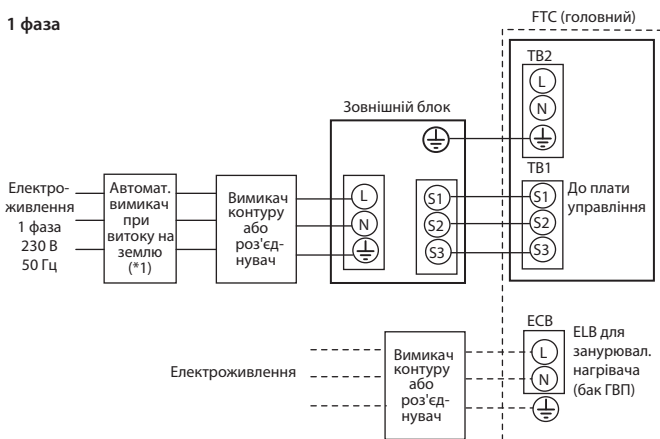 1 фаза
FTC (головний)
TB2
L
N
Зовнішній блок
TB1
Електро-
живлення
1 фаза
230 В
50 Гц
Автомат.
вимикач
при
витоку на
землю
(*1)
Вимикач
контуру
або
роз'єд-
нувач
L
N
S1
S2
S3
S1
S2
S3
До плати
управління
ECB
L
N
ELB для
занурювал.
нагрівача
(бак ГВП)
Електроживлення
Вимикач
контуру
або
роз'єд-
нувач